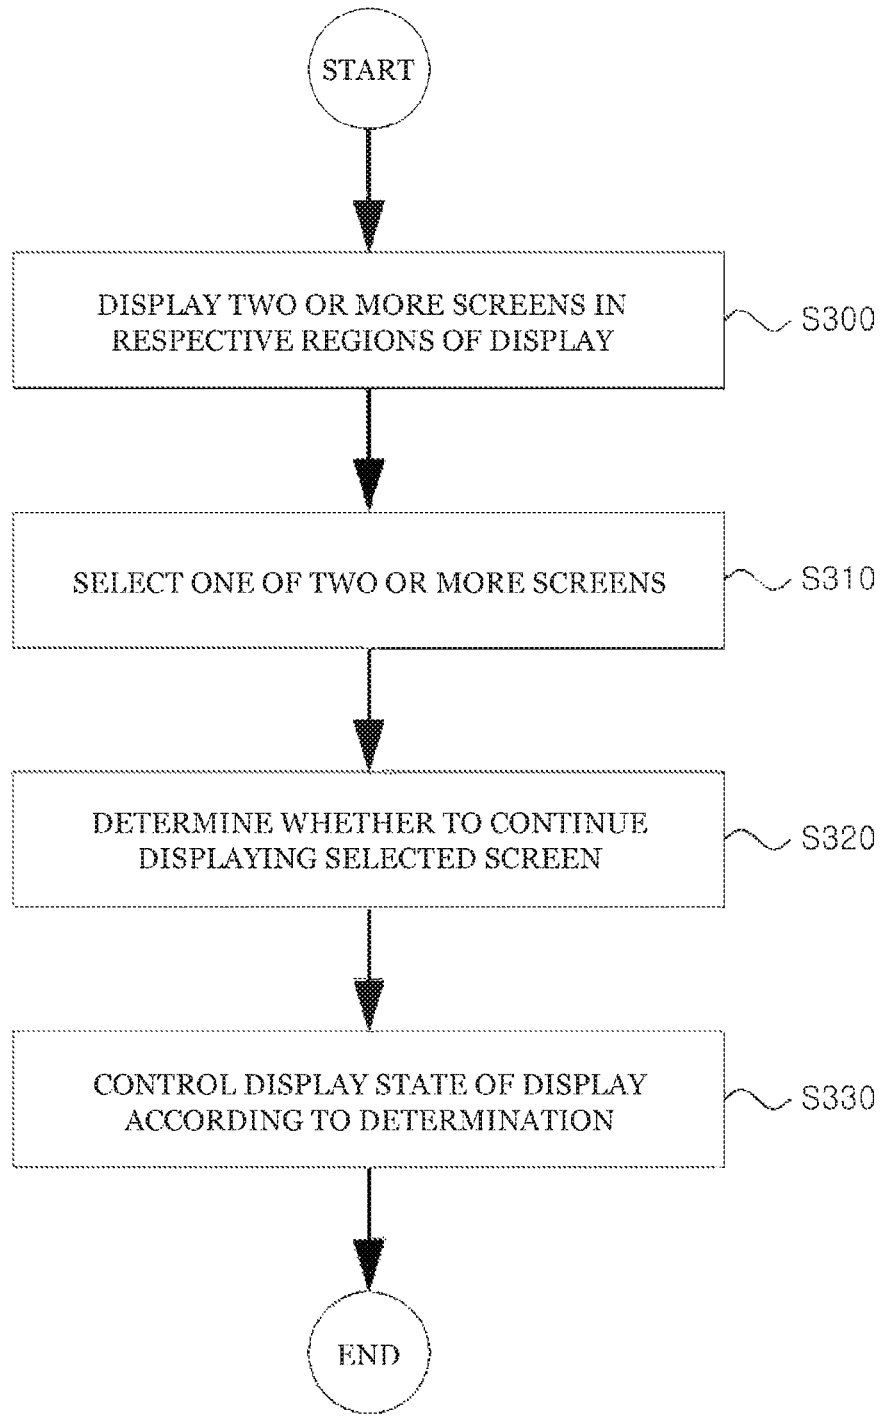 START
DISPLAY TWO OR MORE SCREENS IN
RESPECTIVE REGIONS OF DISPLAY
S300
SELECT ONE OF TWO OR MORE SCREENS
S310
DETERMINE WHETHER TO CONTINUE
DISPLAYING SELECTED SCREEN
S320
CONTROL DISPLAY STATE OF DISPLAY
ACCORDING TO DETERMINATION
S330
END